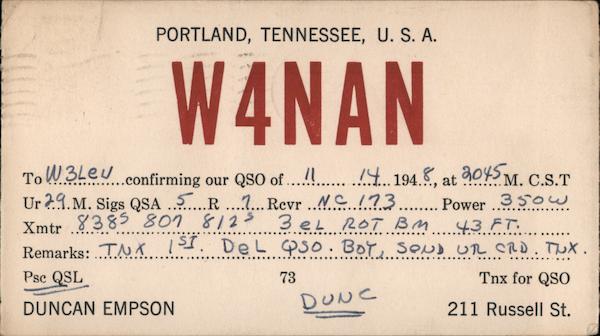 PORTLAND, TENNESSEE, U. S. A.
W4NAN
To W3LEV confirming our QSO of 11 14 1948, at 2045 M. C.S.T
Ur 29 M. Sigs QSA 5 R 7 Rcvr NC 173 Power 350W
Xmtr 838S 807 812S 3 EL ROT BM 43 FT.
Remarks: TNX 1ST. DEL QSO. BOY, SEND UR CRD. TNX.
Psc QSL 73 Tnx for QSO
DUNCAN EMPSON DUNC 211 Russell St.